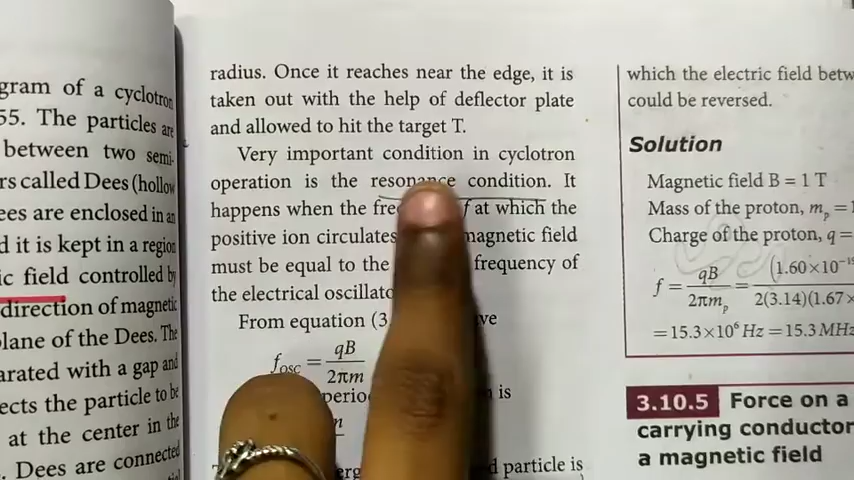 gram of a cyclotron
55. The particles are
between two semi-
rs called Dees (hollow
ees are enclosed in an
d it is kept in a region
ic field controlled by
direction of magnetic
plane of the Dees. The
arated with a gap and
ects the particle to be
at the center in the
. Dees are connected
radius. Once it reaches near the edge, it is
taken out with the help of deflector plate
and allowed to hit the target T.
Very important condition in cyclotron
operation is the resonance condition. It
happens when the f at which the
positive ion circulates magnetic field
must be equal to the frequency of
the electrical
From equation (3.
f_osc = qB / 2πm
is
particle is
which the electric field
could be reversed.
Solution
Magnetic field B = 1 T
Mass of the proton, m_p =
Charge of the proton, q =
f = qB / 2πm_p = (1.60×10 / 2(3.14)(1.67×
= 15.3×10⁶ Hz = 15.3 MHz
3.10.5 Force on a
carrying conductor
a magnetic field